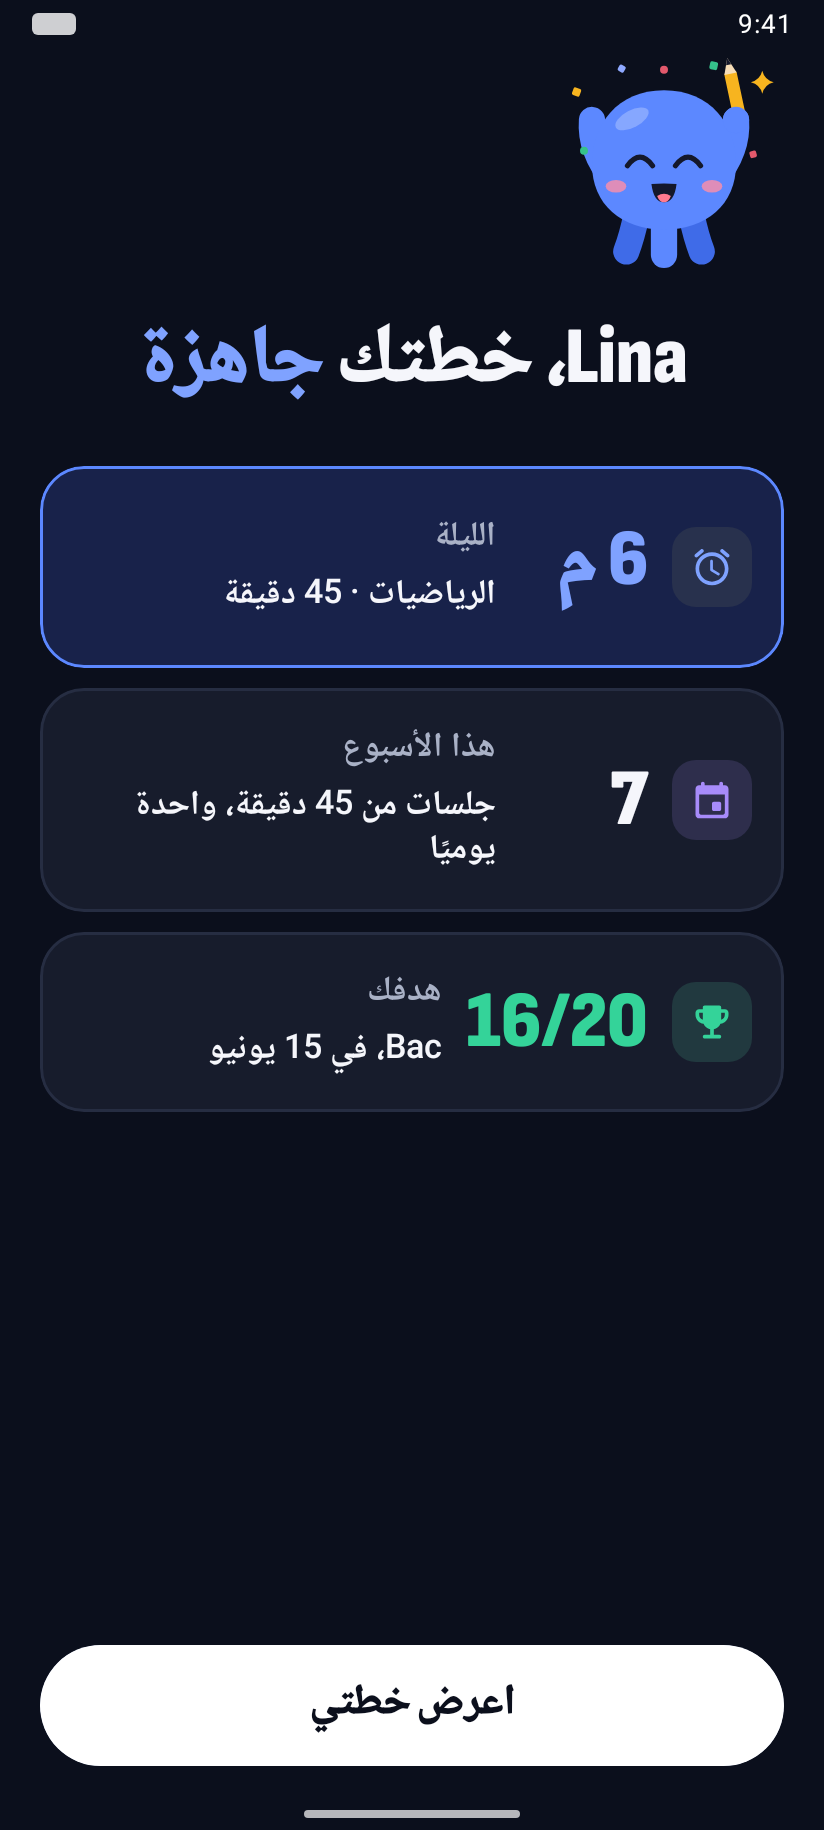 9:41
Lina، خطتك جاهزة
6 م
الليلة
الرياضيات · 45 دقيقة
7
هذا الأسبوع
جلسات من 45 دقيقة، واحدة
يوميًا
16/20
هدفك
Bac، في 15 يونيو
اعرض خطتي